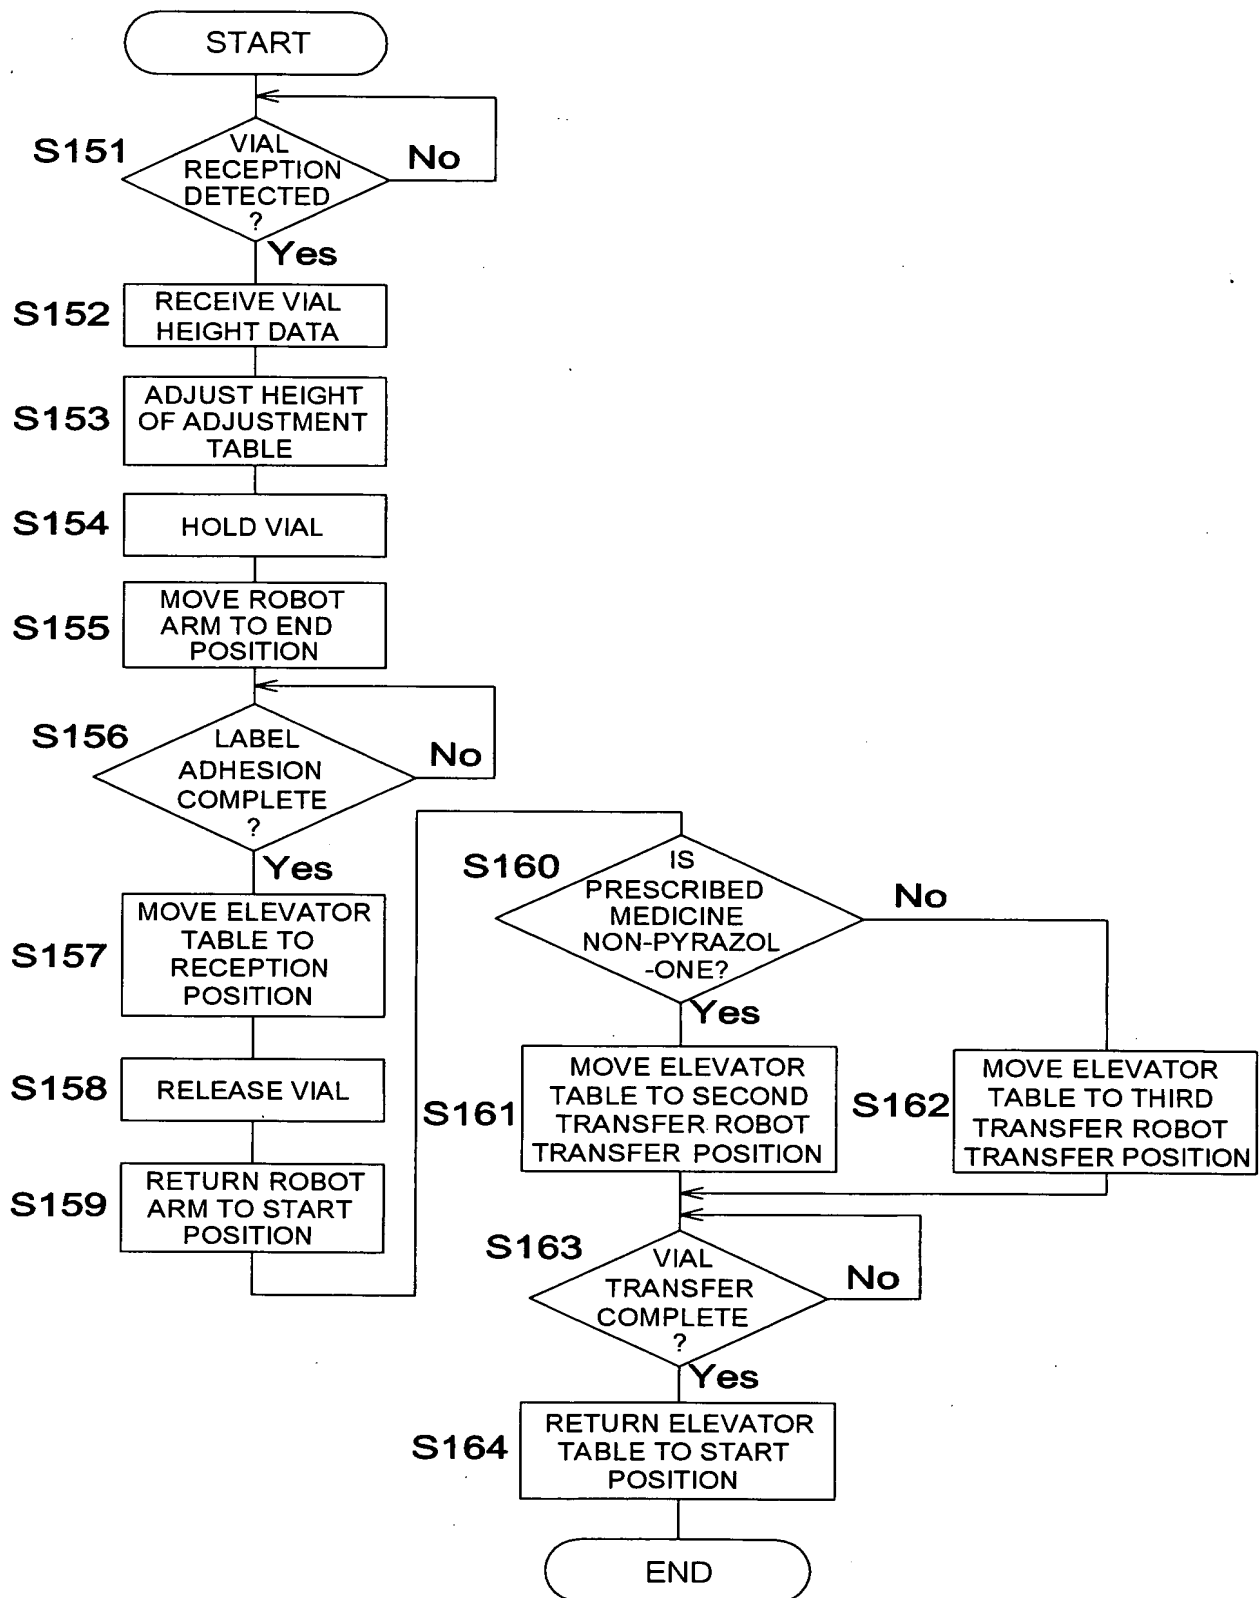 START
S151
VIAL
RECEPTION
DETECTED
?
No
Yes
S152
RECEIVE VIAL
HEIGHT DATA
S153
ADJUST HEIGHT
OF ADJUSTMENT
TABLE
S154
HOLD VIAL
S155
MOVE ROBOT
ARM TO END
POSITION
S156
LABEL
ADHESION
COMPLETE
?
No
Yes
S157
MOVE ELEVATOR
TABLE TO
RECEPTION
POSITION
S158
RELEASE VIAL
S159
RETURN ROBOT
ARM TO START
POSITION
S160
IS
PRESCRIBED
MEDICINE
NON-PYRAZOL
-ONE?
No
Yes
S161
MOVE ELEVATOR
TABLE TO SECOND
TRANSFER ROBOT
TRANSFER POSITION
S162
MOVE ELEVATOR
TABLE TO THIRD
TRANSFER ROBOT
TRANSFER POSITION
S163
VIAL
TRANSFER
COMPLETE
?
No
Yes
S164
RETURN ELEVATOR
TABLE TO START
POSITION
END